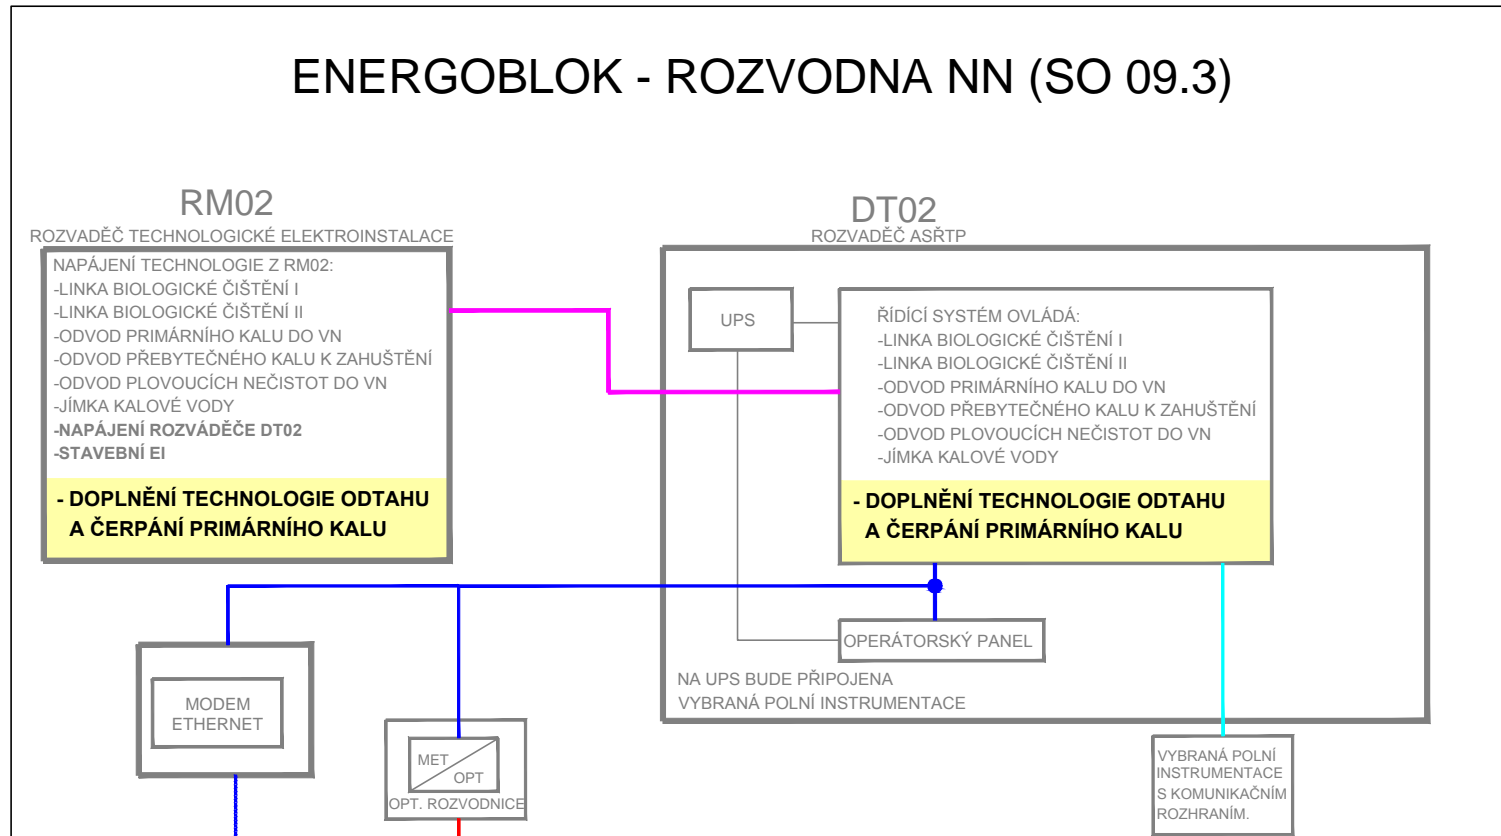 ENERGOBLOK - ROZVODNA NN (SO 09.3)
RM02
ROZVADĚČ TECHNOLOGICKÉ ELEKTROINSTALACE
NAPÁJENÍ TECHNOLOGIE Z RM02:
-LINKA BIOLOGICKÉ ČIŠTĚNÍ I
-LINKA BIOLOGICKÉ ČIŠTĚNÍ II
-ODVOD PRIMÁRNÍHO KALU DO VN
-ODVOD PŘEBYTEČNÉHO KALU K ZAHUŠTĚNÍ
-ODVOD PLOVOUCÍCH NEČISTOT DO VN
-JÍMKA KALOVÉ VODY
-NAPÁJENÍ ROZVÁDĚČE DT02
-STAVEBNÍ EI
- DOPLNĚNÍ TECHNOLOGIE ODTAHU
A ČERPÁNÍ PRIMÁRNÍHO KALU
DT02
ROZVADĚČ ASŘTP
UPS
ŘÍDÍCÍ SYSTÉM OVLÁDÁ:
-LINKA BIOLOGICKÉ ČIŠTĚNÍ I
-LINKA BIOLOGICKÉ ČIŠTĚNÍ II
-ODVOD PRIMÁRNÍHO KALU DO VN
-ODVOD PŘEBYTEČNÉHO KALU K ZAHUŠTĚNÍ
-ODVOD PLOVOUCÍCH NEČISTOT DO VN
-JÍMKA KALOVÉ VODY
- DOPLNĚNÍ TECHNOLOGIE ODTAHU
A ČERPÁNÍ PRIMÁRNÍHO KALU
OPERÁTORSKÝ PANEL
NA UPS BUDE PŘIPOJENA
VYBRANÁ POLNÍ INSTRUMENTACE
MODEM
ETHERNET
MET
OPT
OPT. ROZVODNICE
VYBRANÁ POLNÍ
INSTRUMENTACE
S KOMUNIKAČNÍM
ROZHRANÍM.